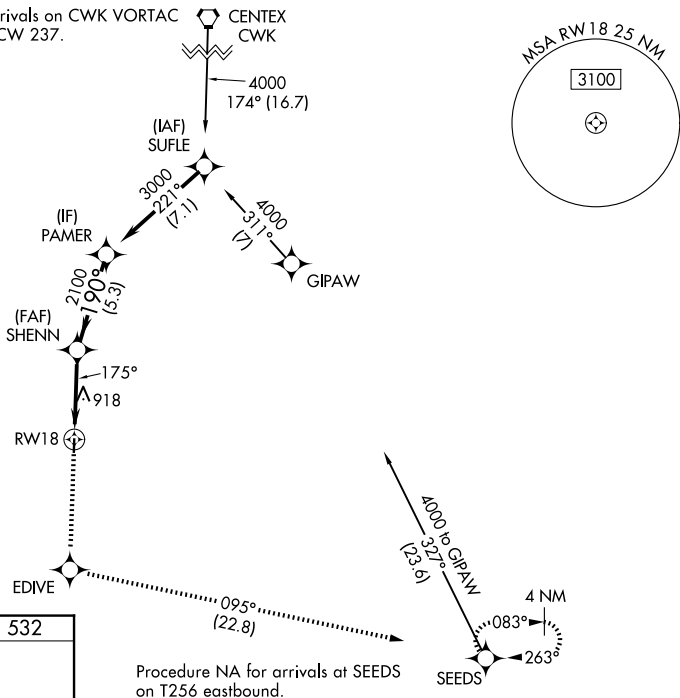 rrivals on CWK VORTAC
CW 237.
CENTEX
CWK
4000
174° (16.7)
MSA RW18 25 NM
3100
(IAF)
SUFLE
3000
221°
(7.1)
4000
311°
(7)
(IF)
PAMER
GIPAW
2100
190°
(5.3)
(FAF)
SHENN
175°
918
RW18
4000 to GIPAW
327°
(23.6)
EDIVE
095°
(22.8)
4 NM
083°
263°
532
Procedure NA for arrivals at SEEDS
on T256 eastbound.
SEEDS